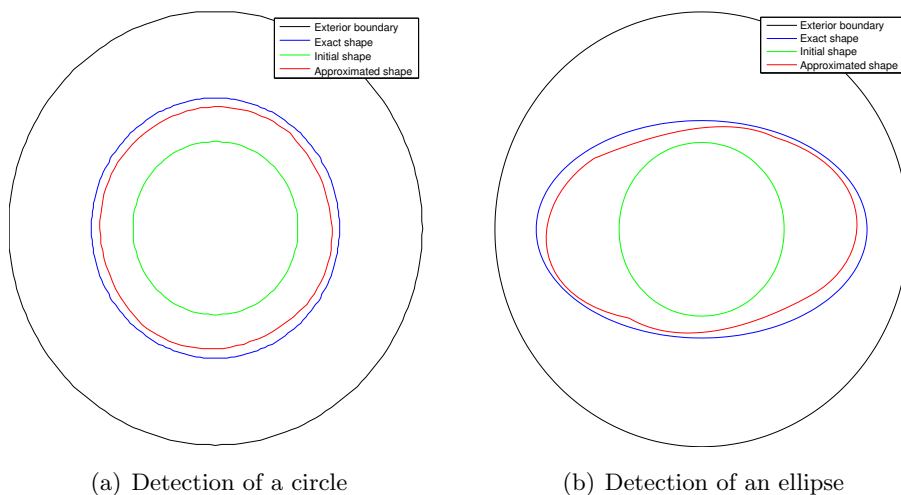 Exterior boundary
Exact shape
Initial shape
Approximated shape
Exterior boundary
Exact shape
Initial shape
Approximated shape
(a) Detection of a circle
(b) Detection of an ellipse